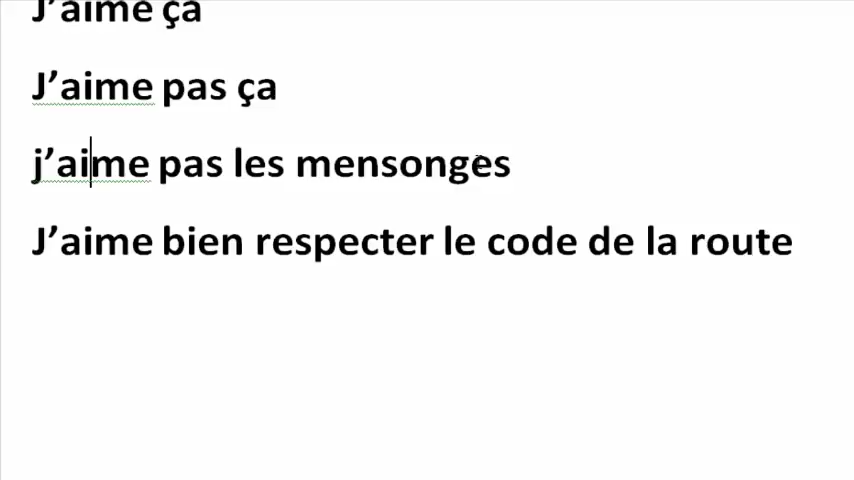 J’aime ça
J’aime pas ça
j’aime pas les mensonges
J’aime bien respecter le code de la route